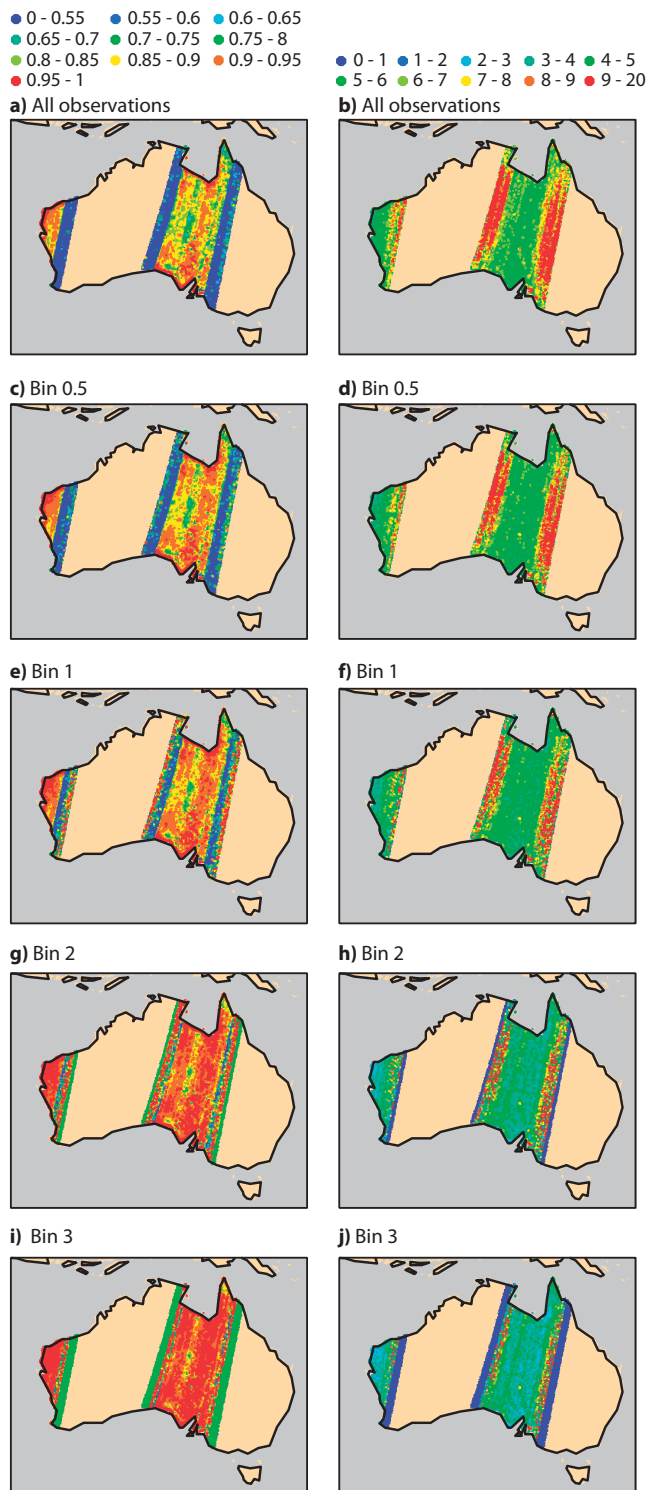 0 - 0.55 0.55 - 0.6 0.6 - 0.65
0.65 - 0.7 0.7 - 0.75 0.75 - 8
0.8 - 0.85 0.85 - 0.9 0.9 - 0.95
0.95 - 1
0 - 1 1 - 2 2 - 3 3 - 4 4 - 5
5 - 6 6 - 7 7 - 8 8 - 9 9 - 20
a) All observations
b) All observations
c) Bin 0.5
d) Bin 0.5
e) Bin 1
f) Bin 1
g) Bin 2
h) Bin 2
i) Bin 3
j) Bin 3